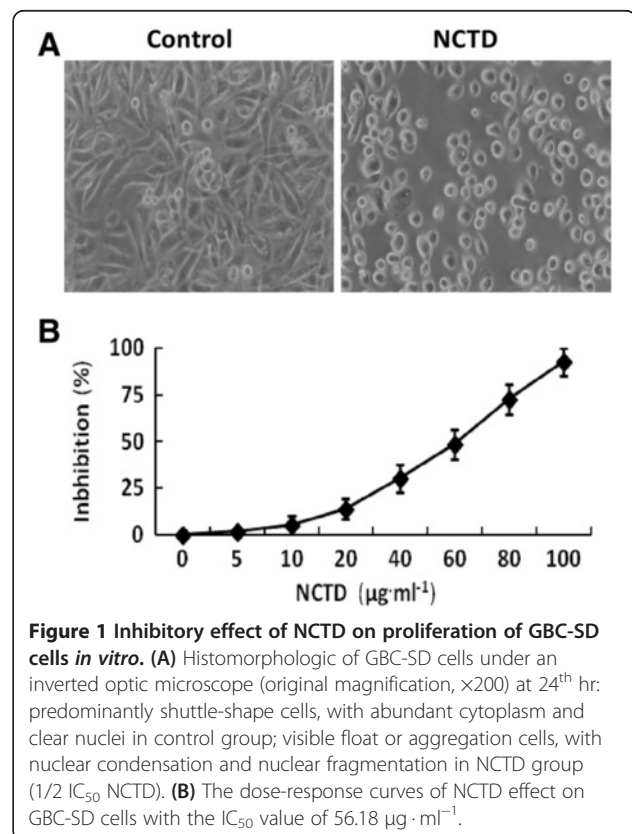 A
Control
NCTD
B
100
75
50
25
0
Inbhibition (%)
0 5 10 20 40 60 80 100
NCTD (µg·ml⁻¹)
Figure 1 Inhibitory effect of NCTD on proliferation of GBC-SD
cells in vitro. (A) Histomorphologic of GBC-SD cells under an
inverted optic microscope (original magnification, ×200) at 24th hr:
predominantly shuttle-shape cells, with abundant cytoplasm and
clear nuclei in control group; visible float or aggregation cells, with
nuclear condensation and nuclear fragmentation in NCTD group
(1/2 IC50 NCTD). (B) The dose-response curves of NCTD effect on
GBC-SD cells with the IC50 value of 56.18 µg · ml⁻¹.